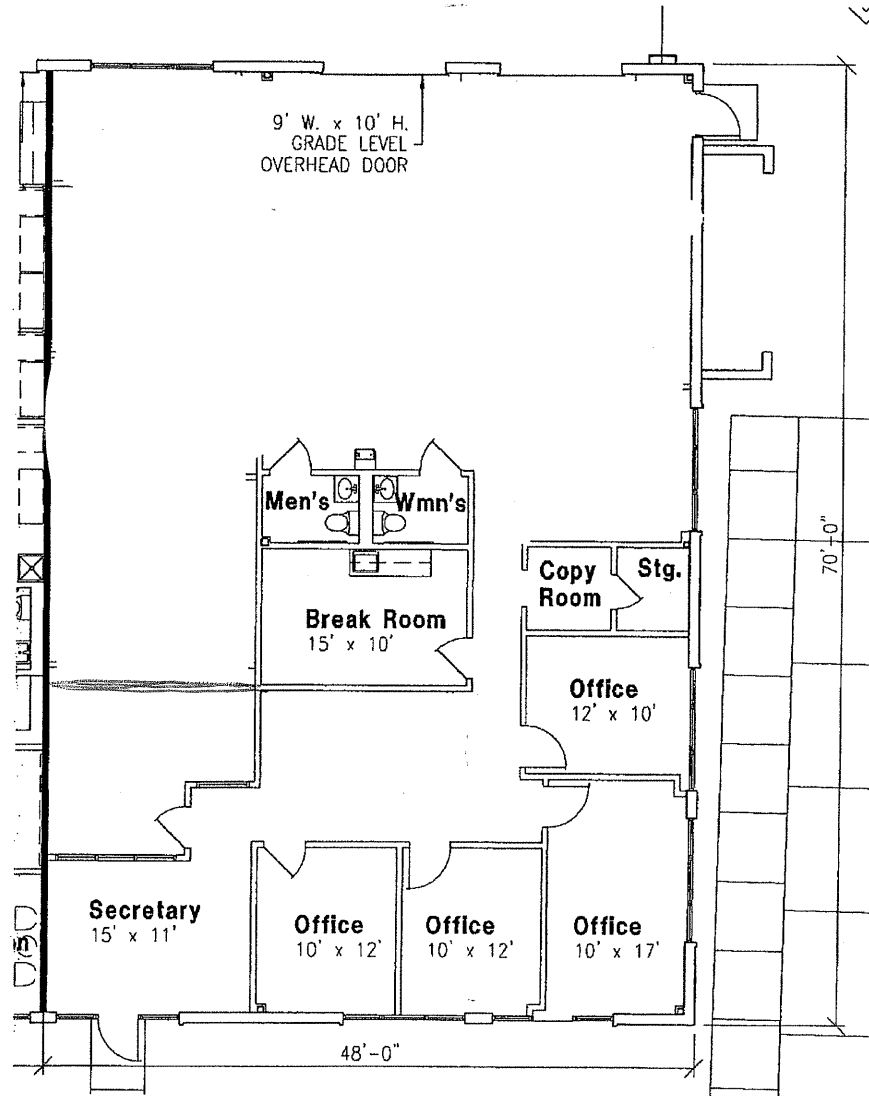 9' W. x 10' H.
GRADE LEVEL
OVERHEAD DOOR
Men's
Wmn's
Copy
Room
Stg.
Break Room
15' x 10'
70'-0"
Office
12' x 10'
Secretary
15' x 11'
Office
10' x 12'
Office
10' x 12'
Office
10' x 17'
48'-0"